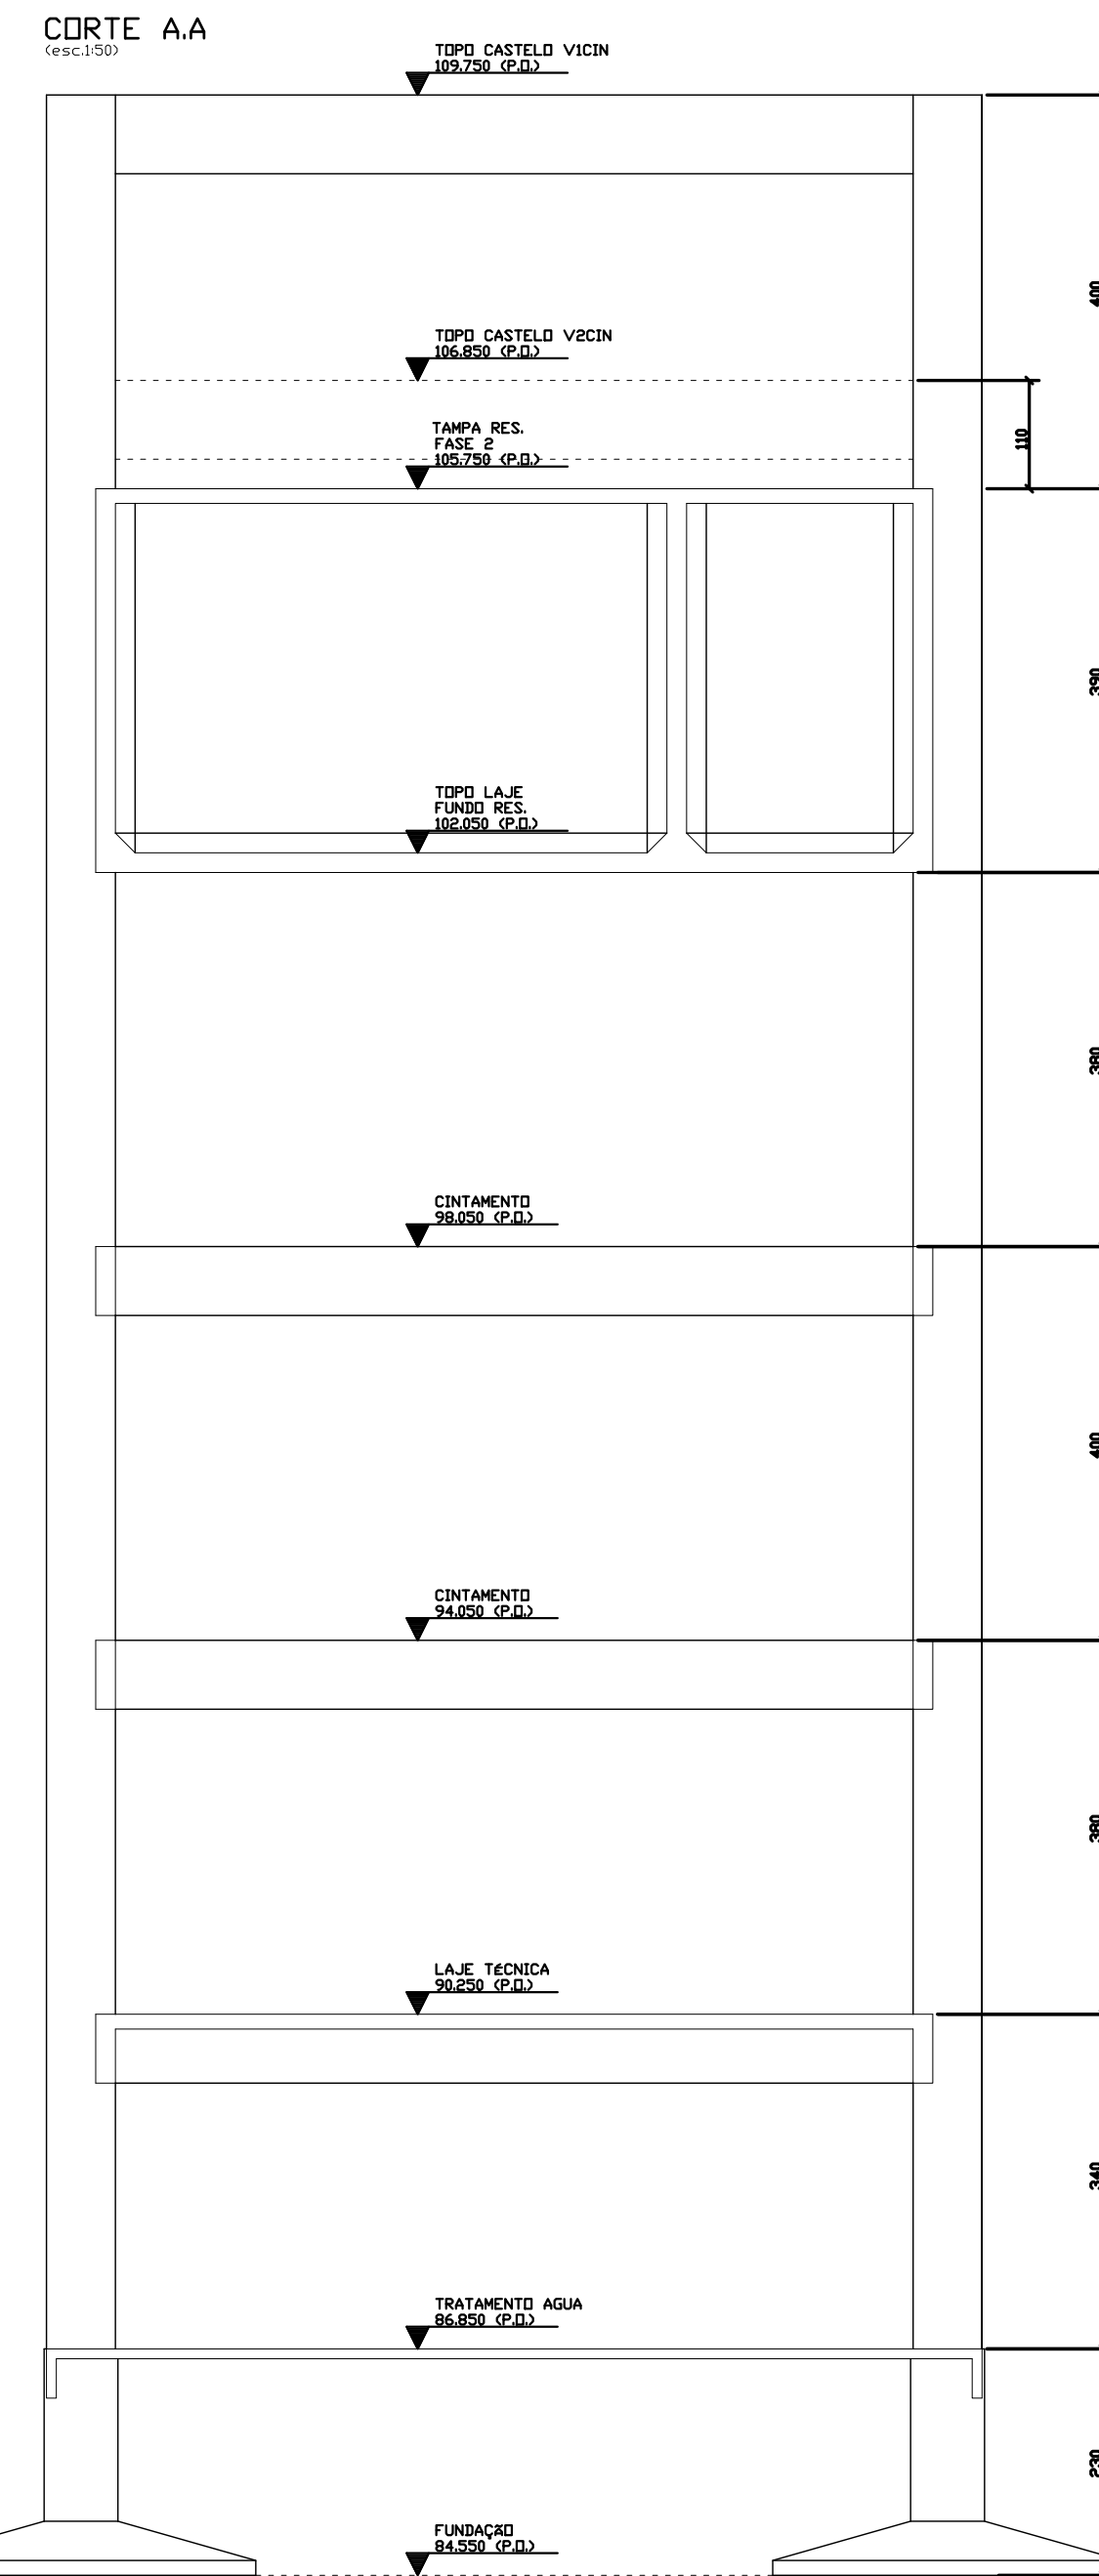 CORTE A.A
(esc.1:50)
TOPO CASTELO V1CIN
109.750 (P.O.)
400
TOPO CASTELO V2CIN
106.850 (P.O.)
110
TAMPA RES.
FASE 2
105.750 (P.O.)
390
TOPO LAJE
FUNDO RES.
102.050 (P.O.)
380
CINTAMENTO
98.050 (P.O.)
400
CINTAMENTO
94.050 (P.O.)
380
LAJE TÉCNICA
90.250 (P.O.)
340
TRATAMENTO AGUA
86.850 (P.O.)
230
FUNDAÇÃO
84.550 (P.O.)